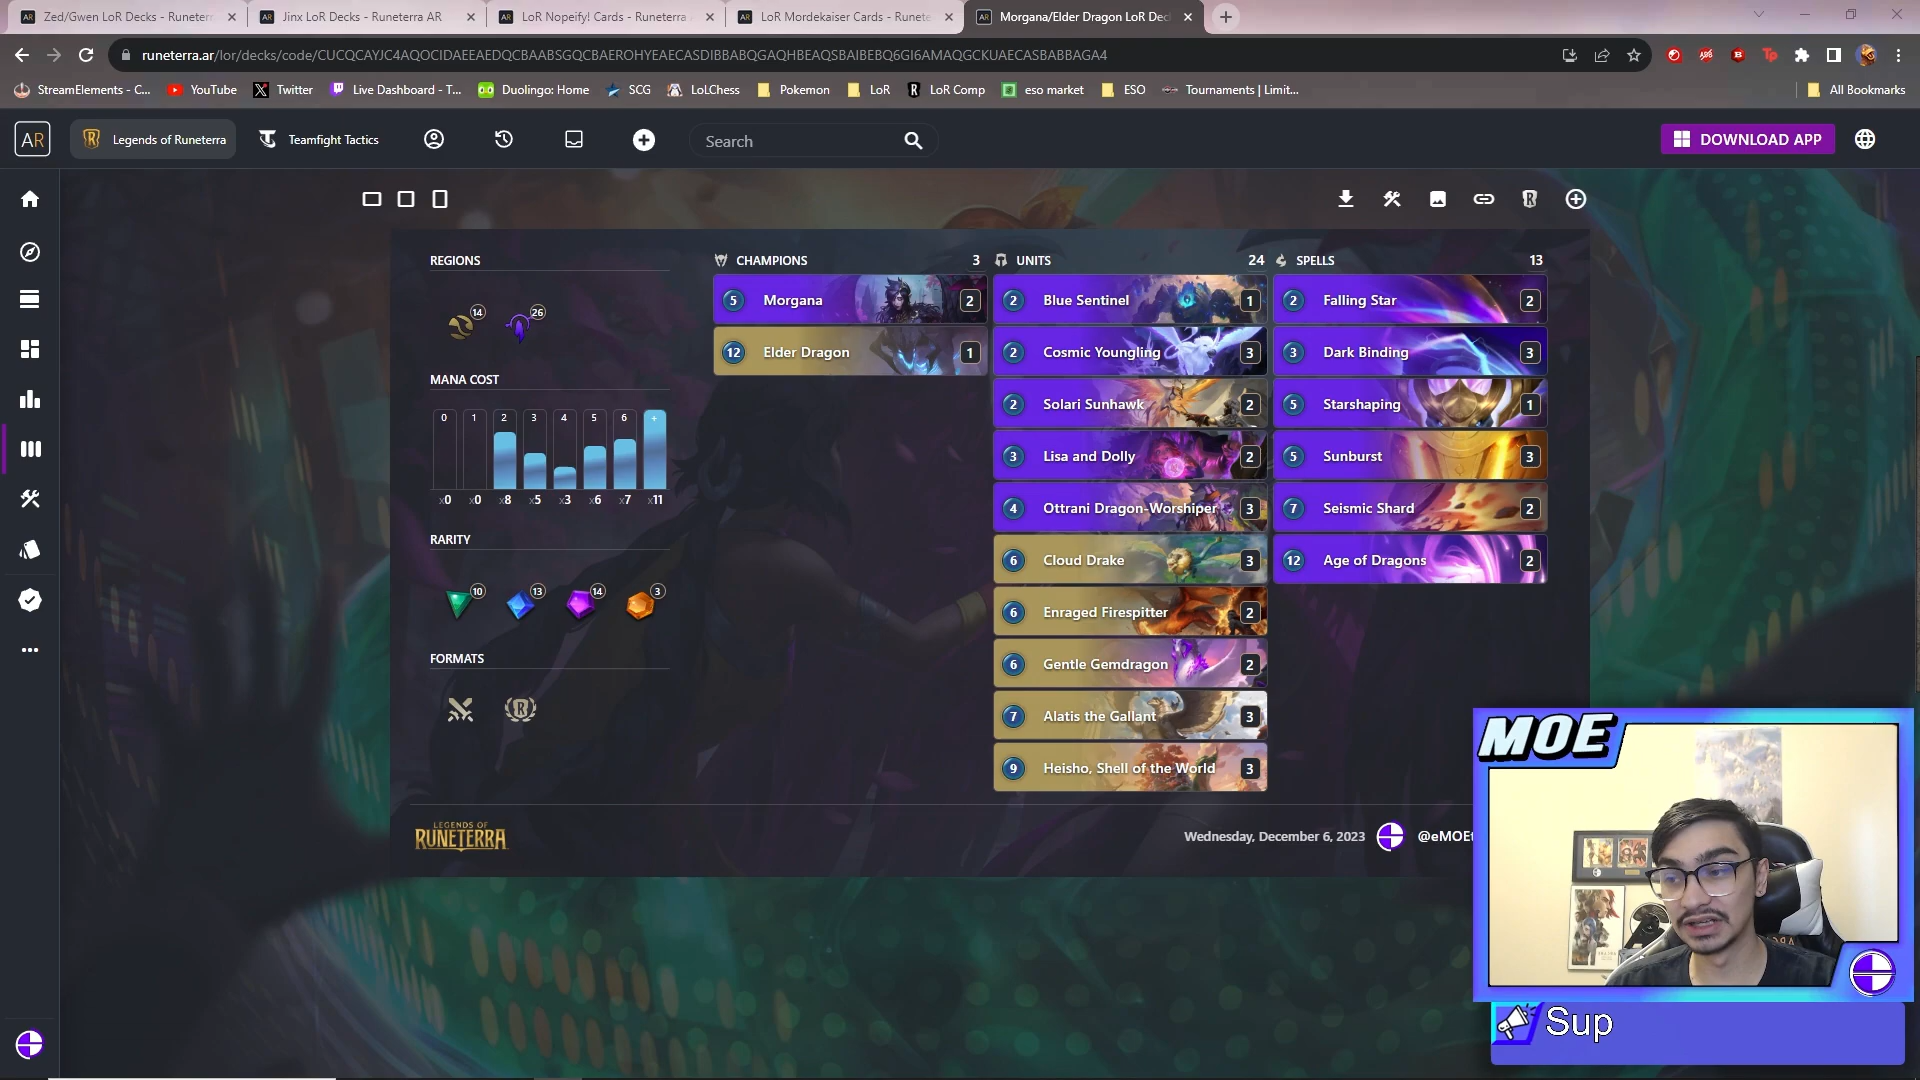 Zed/Gwen LoR Decks - Runeterr
Jinx LoR Decks - Runeterra AR
LoR Nopeify! Cards - Runeterra
LoR Mordekaiser Cards - Runete
Morgana/Elder Dragon LoR Dec
runeterra.ar/lor/decks/code/CUCQCAYJC4AQOCIDAEEAEDQCBAABSGQCBAEROHYEAECASDIBBABQGAQHBEAQSBAIBEBQ6GI6AMAQGCKUAECASBABBAGA4
StreamElements - C...
YouTube
Twitter
Live Dashboard - T...
Duolingo: Home
SCG
LoLChess
Pokemon
LoR
LoR Comp
eso market
ESO
Tournaments | Limit...
All Bookmarks
AR
Legends of Runeterra
Teamfight Tactics
Search
DOWNLOAD APP
REGIONS
14
26
MANA COST
0 1 2 3 4 5 6 +
x0 x0 x8 x5 x3 x6 x7 x11
RARITY
10 13 14 3
FORMATS
CHAMPIONS 3
5 Morgana 2
12 Elder Dragon 1
UNITS 24
2 Blue Sentinel 1
2 Cosmic Youngling 3
2 Solari Sunhawk 2
3 Lisa and Dolly 2
4 Ottrani Dragon-Worshiper 3
6 Cloud Drake 3
6 Enraged Firespitter 2
6 Gentle Gemdragon 2
7 Alatis the Gallant 3
9 Heisho, Shell of the World 3
SPELLS 13
2 Falling Star 2
3 Dark Binding 3
5 Starshaping 1
5 Sunburst 3
7 Seismic Shard 2
12 Age of Dragons 2
LEGENDS OF
RUNETERRA
Wednesday, December 6, 2023
@eMOEt
MOE
Sup